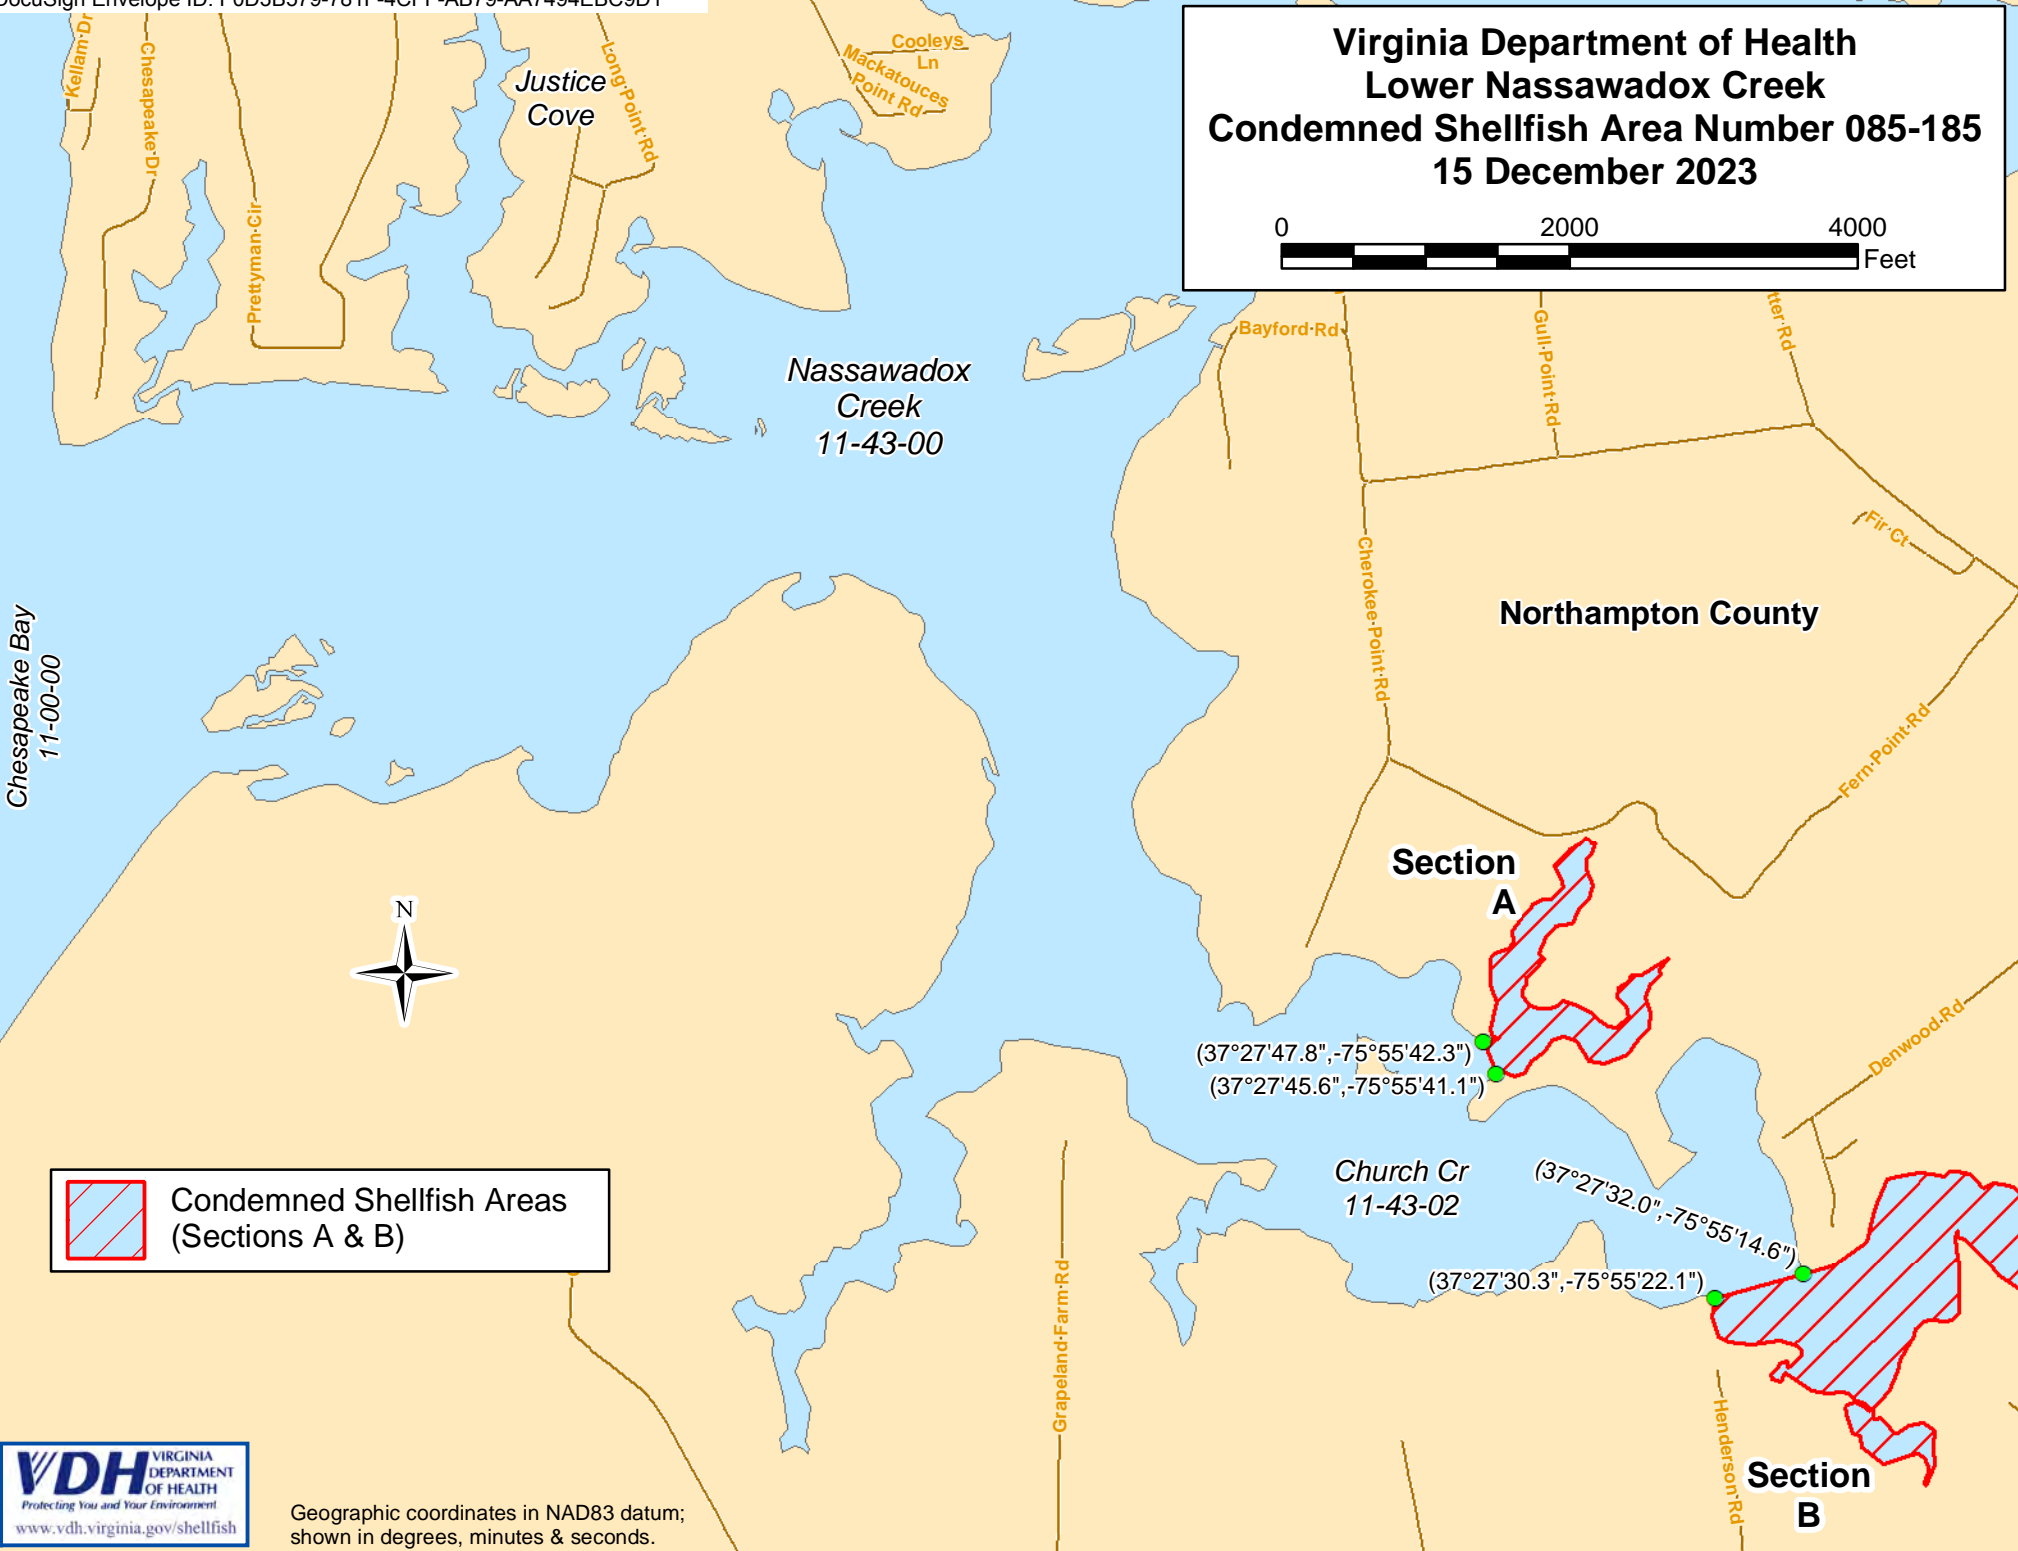 Virginia Department of Health
Lower Nassawadox Creek
Condemned Shellfish Area Number 085-185
15 December 2023
0 2000 4000
Feet
Kellam Dr
Chesapeake Dr
Prettyman Cir
Justice
Cove
Long Point Rd
Cooleys
Ln
Mackatouces
Point Rd
Nassawadox
Creek
11-43-00
Bayford Rd
Gull Point Rd
Cherokee Point Rd
Fir Ct
Northampton County
Fern Point Rd
Chesapeake Bay
11-00-00
N
Section
A
(37°27'47.8",-75°55'42.3")
(37°27'45.6",-75°55'41.1")
Denwood Rd
Church Cr
11-43-02
(37°27'32.0",-75°55'14.6")
(37°27'30.3",-75°55'22.1")
Condemned Shellfish Areas
(Sections A & B)
Grapeland Farm Rd
Henderson Rd
Section
B
VDH VIRGINIA
DEPARTMENT
OF HEALTH
Protecting You and Your Environment
www.vdh.virginia.gov/shellfish
Geographic coordinates in NAD83 datum;
shown in degrees, minutes & seconds.